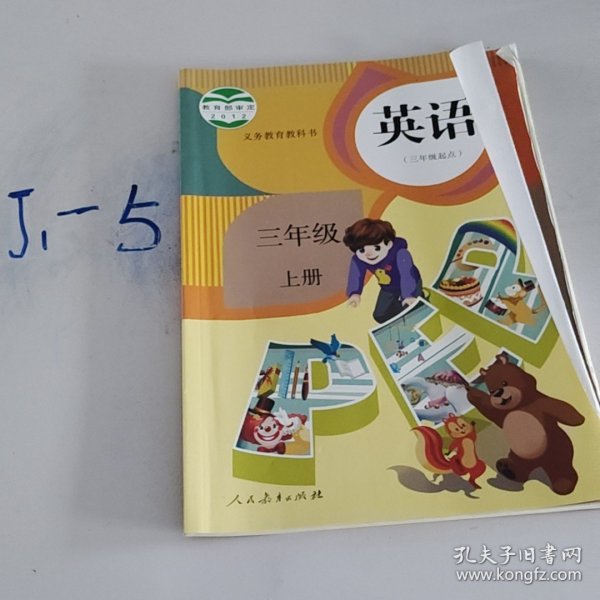 教育部审定
2012
义务教育教科书
英语
（三年级起点）
三年级
上册
J1-5
PEP
人民教育出版社
孔夫子旧书网
www.kongfz.com